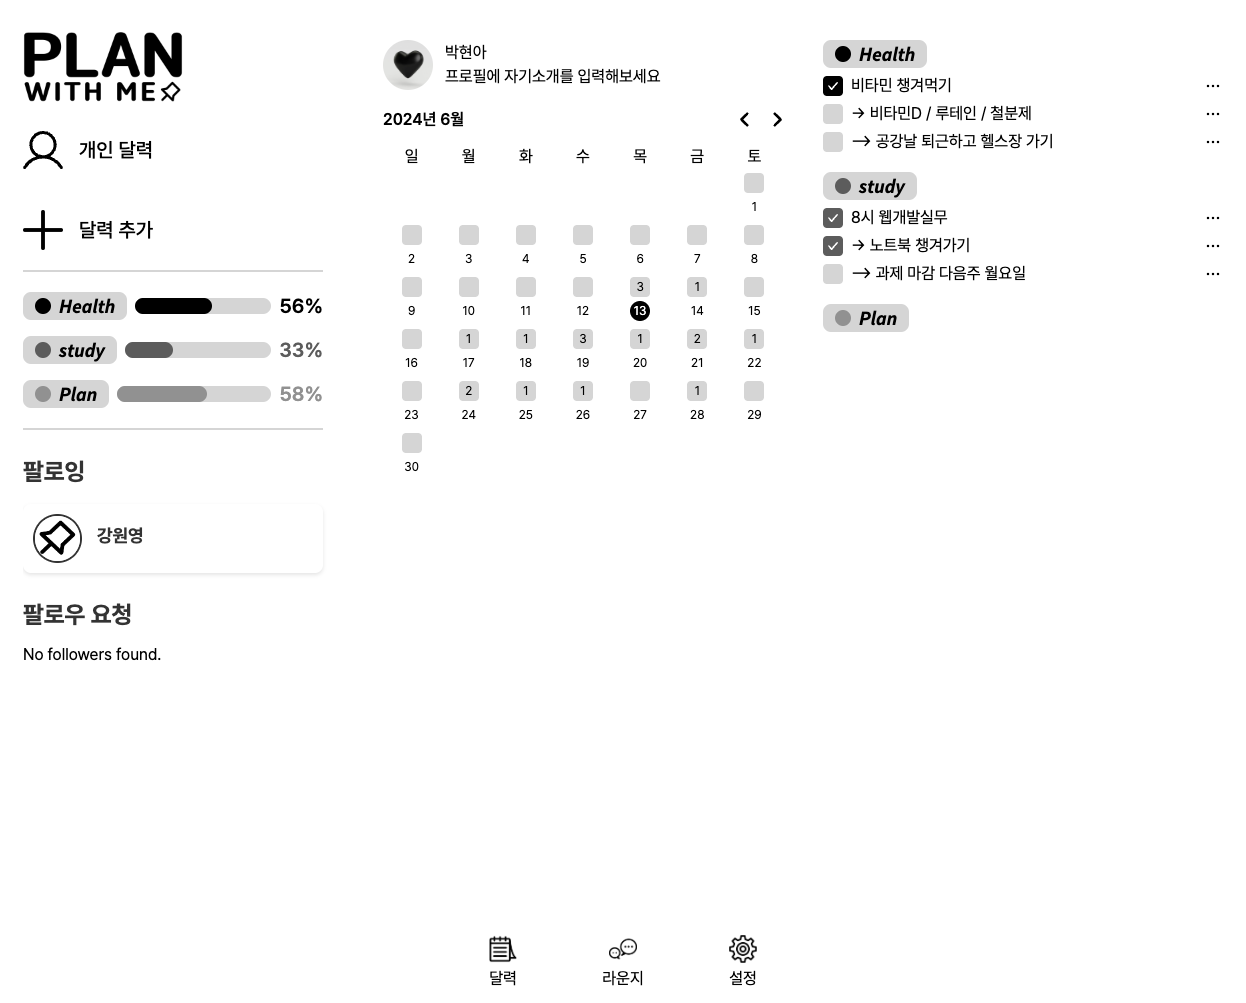 PLAN
WITH ME
개인 달력
달력 추가
Health 56%
study 33%
Plan 58%
팔로잉
강원영
팔로우 요청
No followers found.
박현아
프로필에 자기소개를 입력해보세요
2024년 6월
일 월 화 수 목 금 토
1
2 3 4 5 6 7 8
3 1
9 10 11 12 13 14 15
1 1 3 1 2 1
16 17 18 19 20 21 22
2 1 1 1
23 24 25 26 27 28 29
30
Health
비타민 챙겨먹기 ...
→ 비타민D / 루테인 / 철분제 ...
—> 공강날 퇴근하고 헬스장 가기 ...
study
8시 웹개발실무 ...
→ 노트북 챙겨가기 ...
—> 과제 마감 다음주 월요일 ...
Plan
달력 라운지 설정